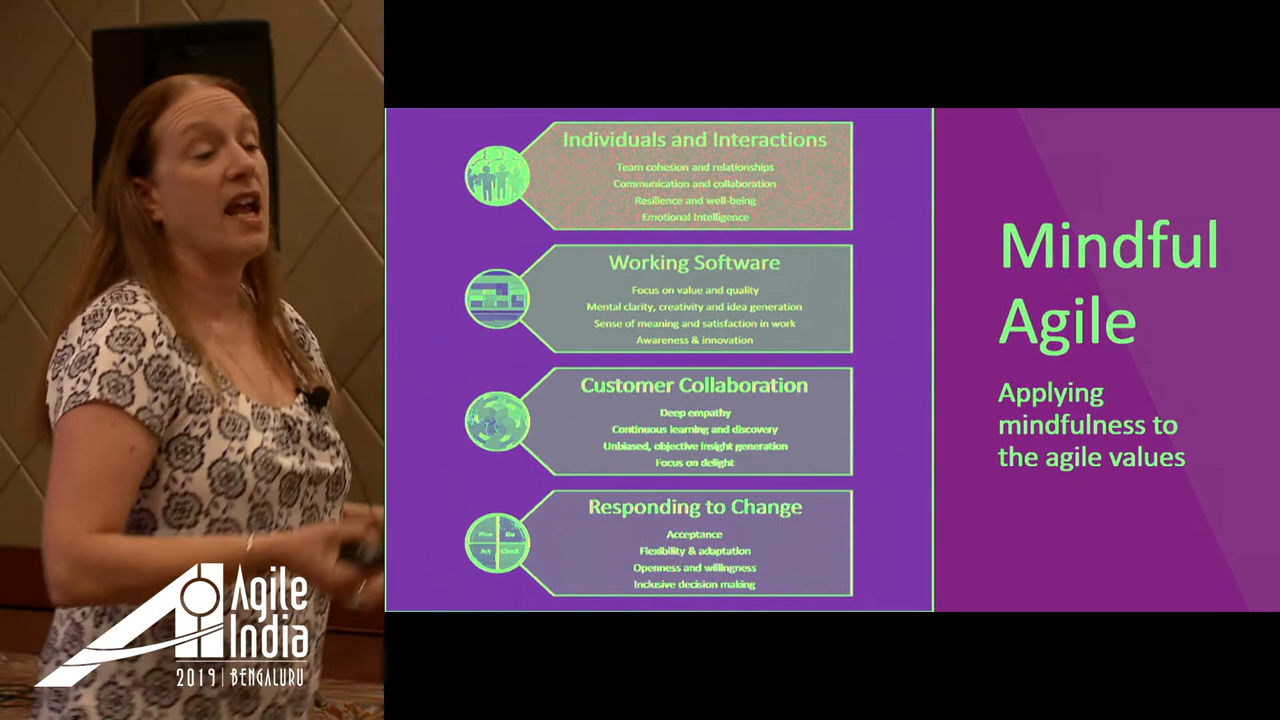 Individuals and Interactions
Team cohesion and relationships
Communication and collaboration
Resilience and well-being
Emotional Intelligence
Working Software
Focus on value and quality
Mental clarity, creativity and idea generation
Sense of meaning and satisfaction in work
Awareness & innovation
Customer Collaboration
Deep empathy
Continuous learning and discovery
Unbiased, objective insight generation
Focus on delight
Responding to Change
Plan Do
Act Check
Acceptance
Flexibility & adaptation
Openness and willingness
Inclusive decision making
Mindful
Agile
Applying
mindfulness to
the agile values
Agile
India
2019 | BENGALURU